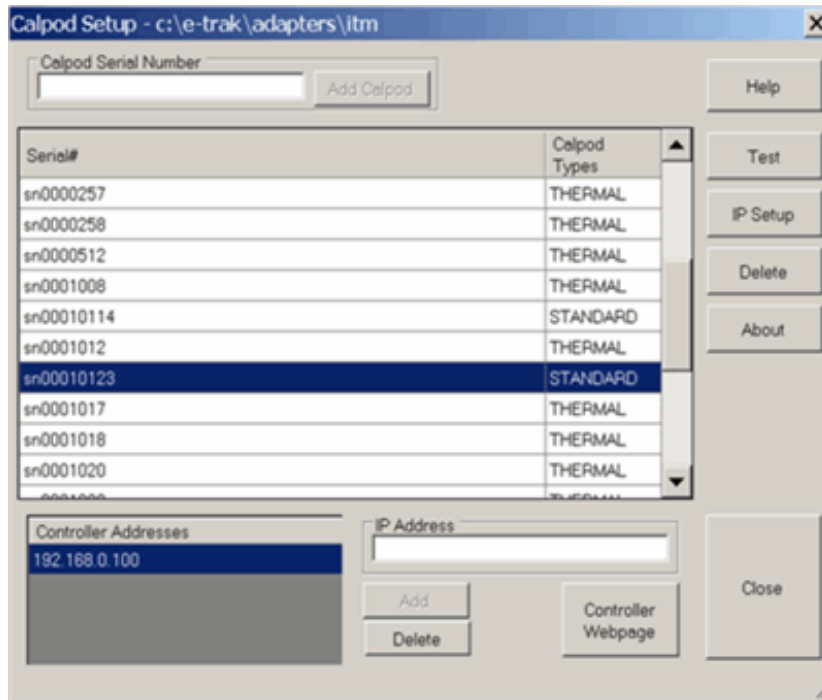 Calpod Setup - c:\e-trak\adapters\itm
Calpod Serial Number
Add Calpod
Help
Serial#
Calpod Types
Test
sn0000257 THERMAL
IP Setup
sn0000258 THERMAL
sn0000512 THERMAL
Delete
sn0001008 THERMAL
sn00010114 STANDARD
About
sn0001012 THERMAL
sn00010123 STANDARD
sn0001017 THERMAL
sn0001018 THERMAL
sn0001020 THERMAL
Controller Addresses
192.168.0.100
IP Address
Add
Delete
Controller
Webpage
Close